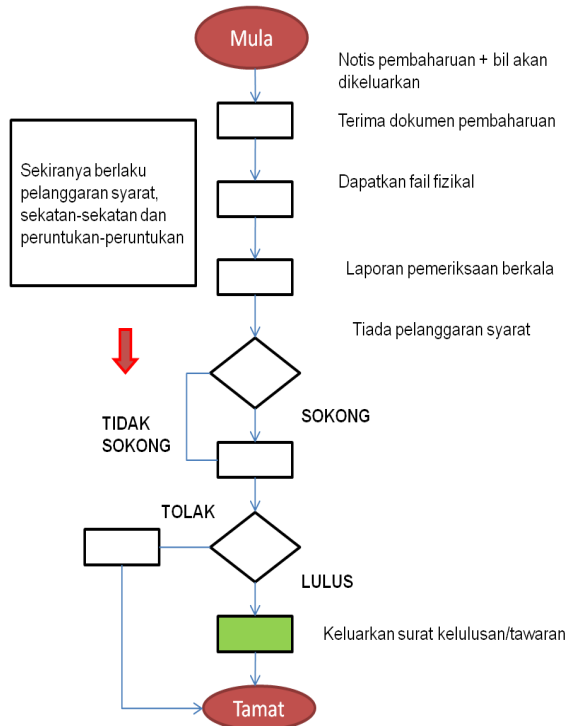 Mula
Notis pembaharuan + bil akan
dikeluarkan
Terima dokumen pembaharuan
Sekiranya berlaku
pelanggaran syarat,
sekatan-sekatan dan
peruntukan-peruntukan
Dapatkan fail fizikal
Laporan pemeriksaan berkala
Tiada pelanggaran syarat
TIDAK
SOKONG
SOKONG
TOLAK
LULUS
Keluarkan surat kelulusan/tawaran
Tamat